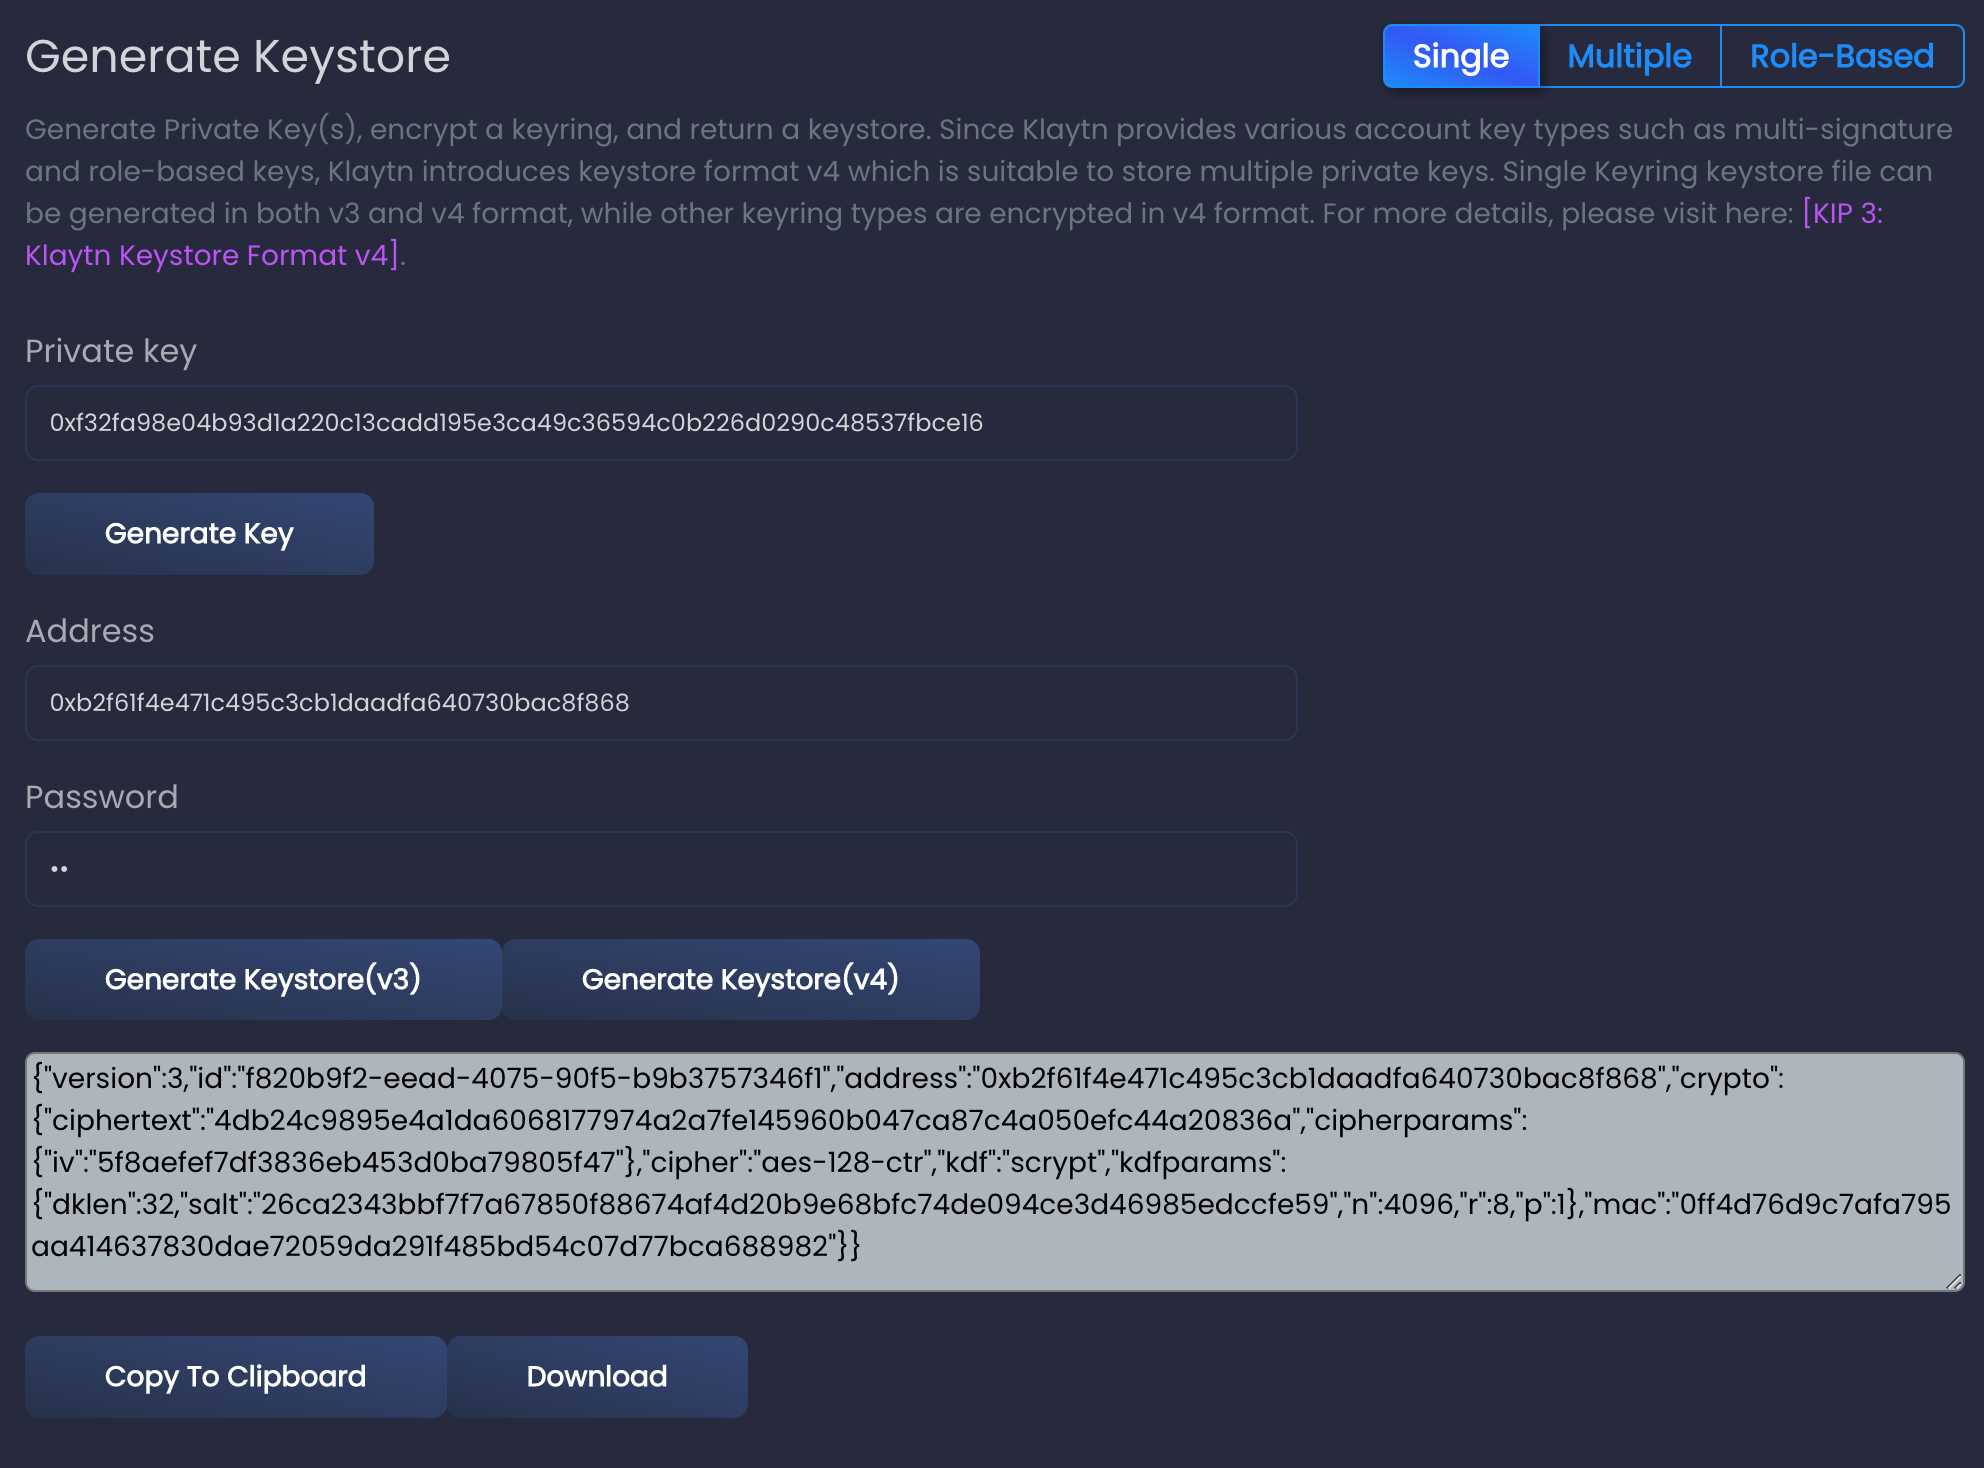 Generate Keystore
Single
Multiple
Role-Based
Generate Private Key(s), encrypt a keyring, and return a keystore. Since Klaytn provides various account key types such as multi-signature
and role-based keys, Klaytn introduces keystore format v4 which is suitable to store multiple private keys. Single Keyring keystore file can
be generated in both v3 and v4 format, while other keyring types are encrypted in v4 format. For more details, please visit here: [KIP 3:
Klaytn Keystore Format v4].
Private key
0xf32fa98e04b93d1a220c13cadd195e3ca49c36594c0b226d0290c48537fbce16
Generate Key
Address
0xb2f61f4e471c495c3cb1daadfa640730bac8f868
Password
••
Generate Keystore(v3)
Generate Keystore(v4)
{"version":3,"id":"f820b9f2-eead-4075-90f5-b9b3757346f1","address":"0xb2f61f4e471c495c3cb1daadfa640730bac8f868","crypto":
{"ciphertext":"4db24c9895e4a1da6068177974a2a7fe145960b047ca87c4a050efc44a20836a","cipherparams":
{"iv":"5f8aefef7df3836eb453d0ba79805f47"},"cipher":"aes-128-ctr","kdf":"scrypt","kdfparams":
{"dklen":32,"salt":"26ca2343bbf7f7a67850f88674af4d20b9e68bfc74de094ce3d46985edccfe59","n":4096,"r":8,"p":1},"mac":"0ff4d76d9c7afa795
aa414637830dae72059da291f485bd54c07d77bca688982"}}
Copy To Clipboard
Download